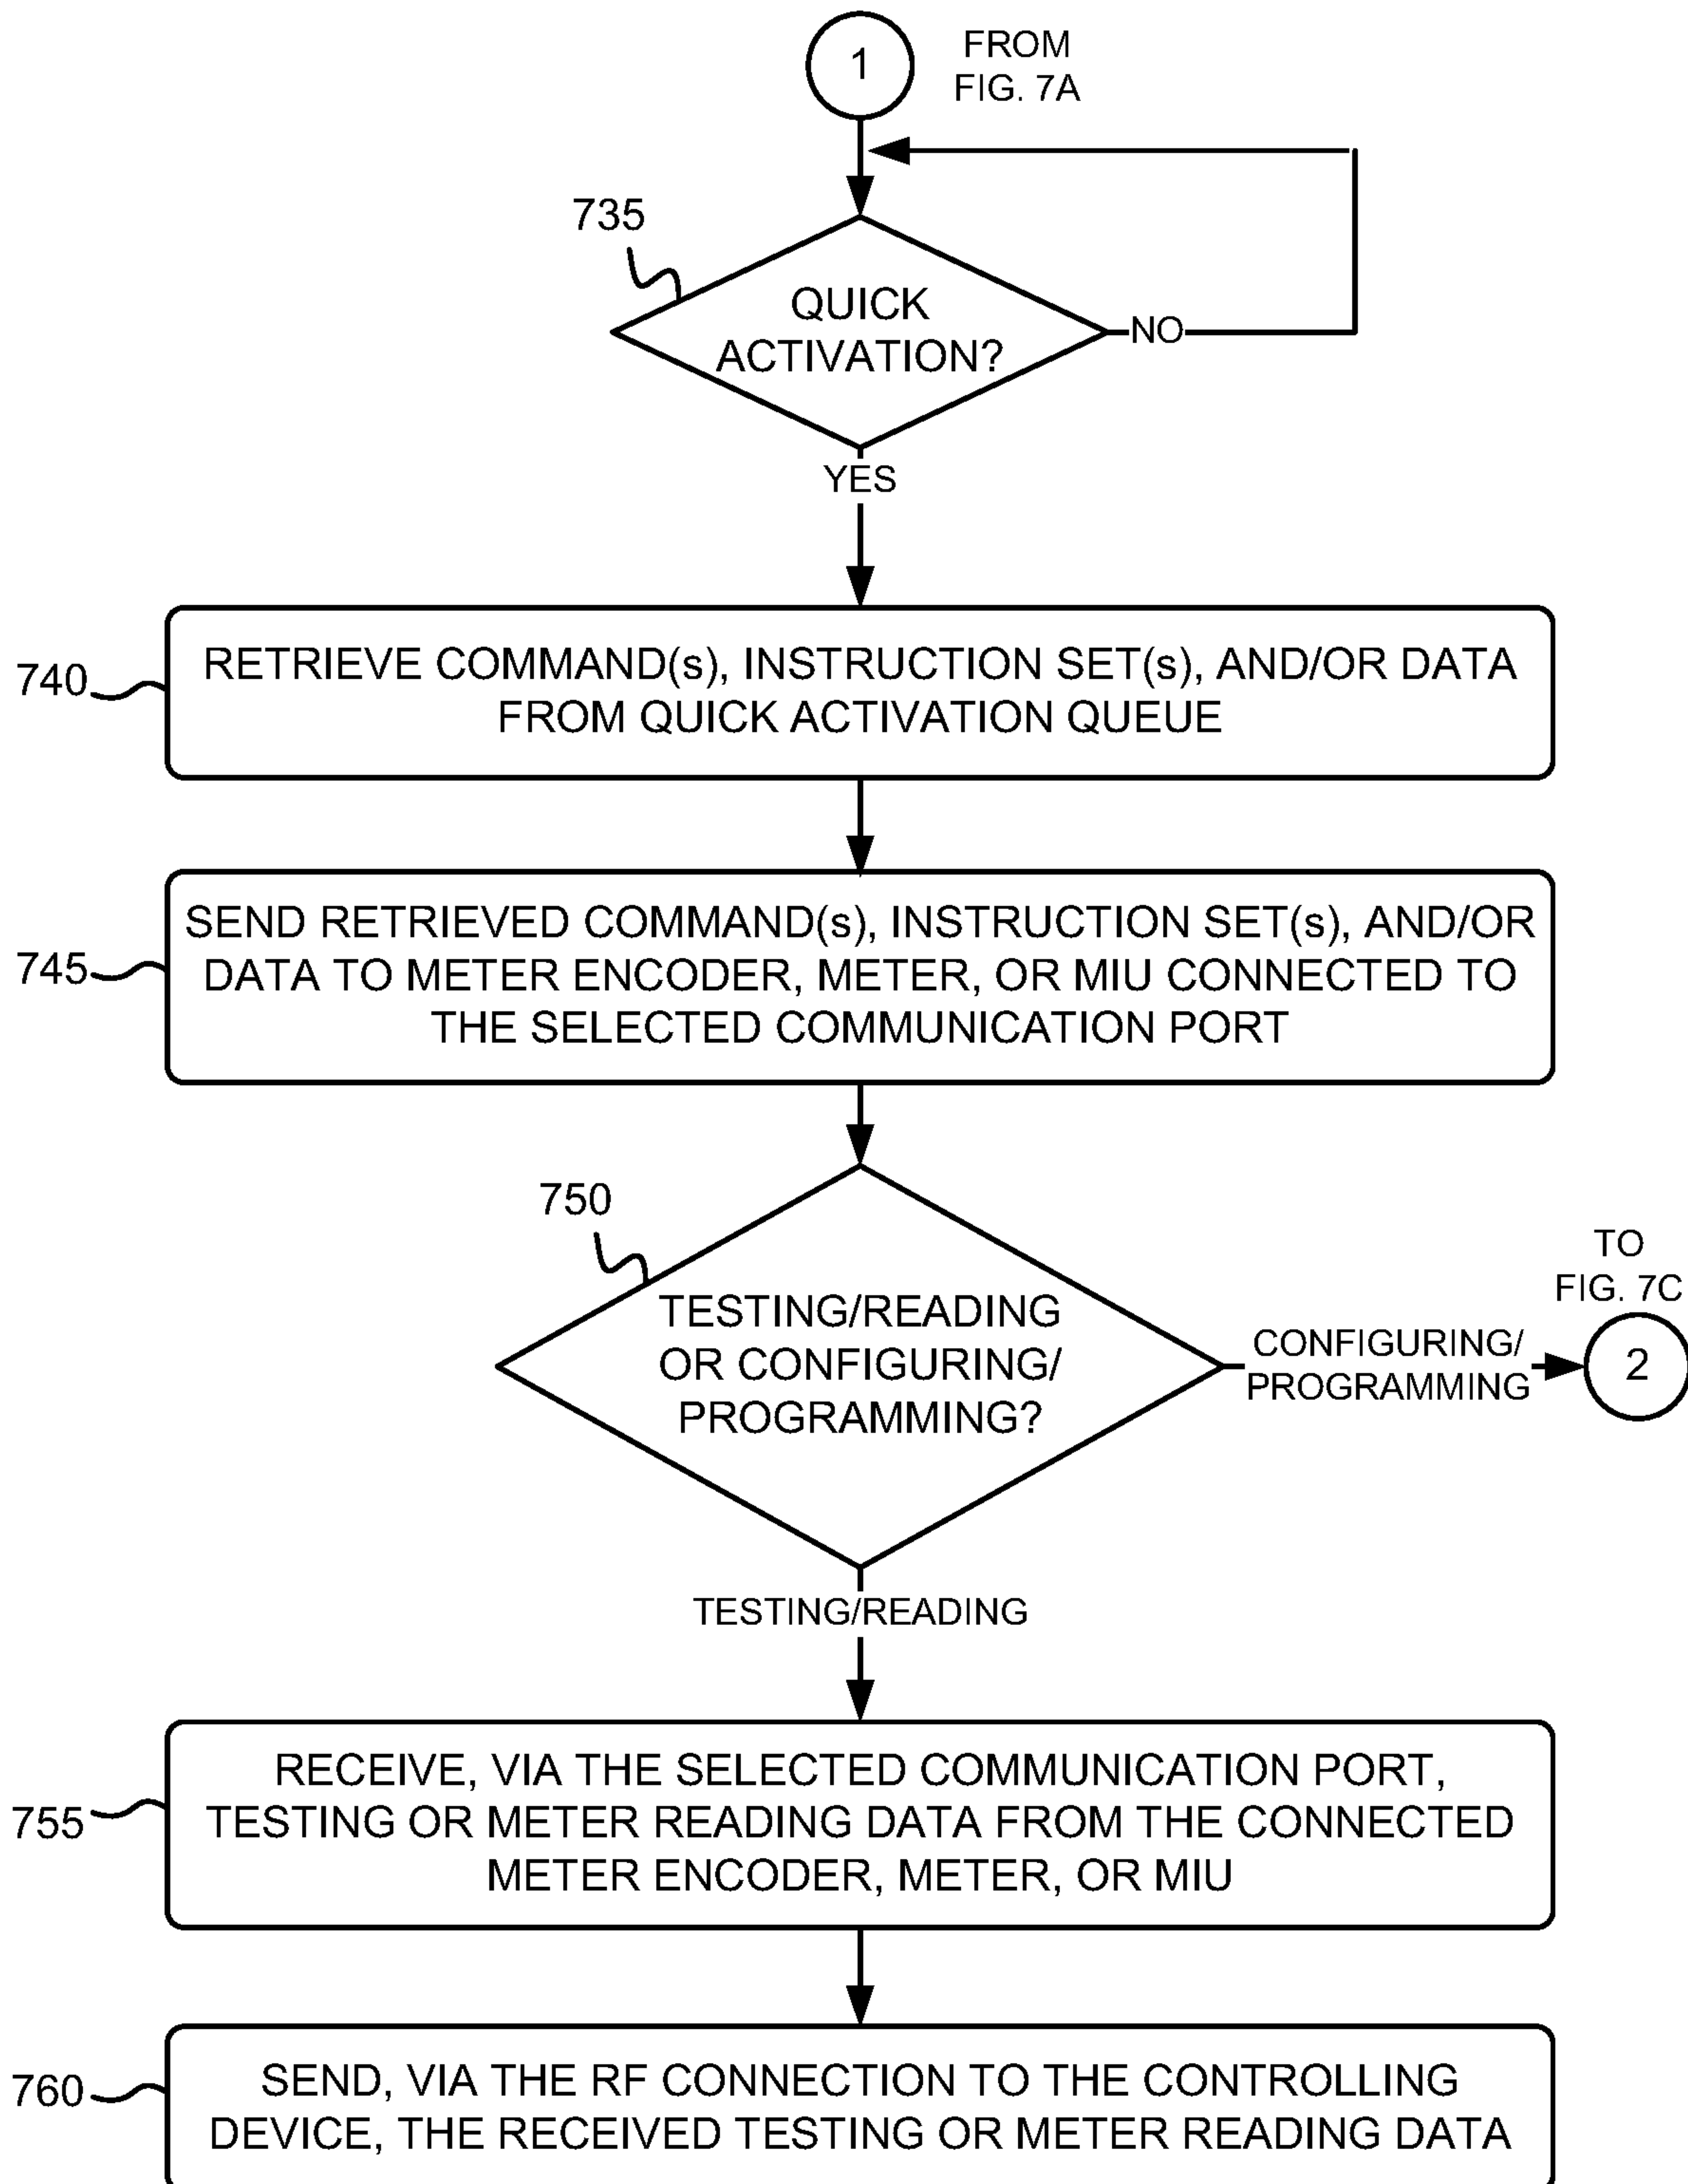 1
FROM
FIG. 7A
735
QUICK
ACTIVATION?
NO
YES
740
RETRIEVE COMMAND(s), INSTRUCTION SET(s), AND/OR DATA
FROM QUICK ACTIVATION QUEUE
745
SEND RETRIEVED COMMAND(s), INSTRUCTION SET(s), AND/OR
DATA TO METER ENCODER, METER, OR MIU CONNECTED TO
THE SELECTED COMMUNICATION PORT
750
TESTING/READING
OR CONFIGURING/
PROGRAMMING?
CONFIGURING/
PROGRAMMING
TO
FIG. 7C
2
TESTING/READING
755
RECEIVE, VIA THE SELECTED COMMUNICATION PORT,
TESTING OR METER READING DATA FROM THE CONNECTED
METER ENCODER, METER, OR MIU
760
SEND, VIA THE RF CONNECTION TO THE CONTROLLING
DEVICE, THE RECEIVED TESTING OR METER READING DATA